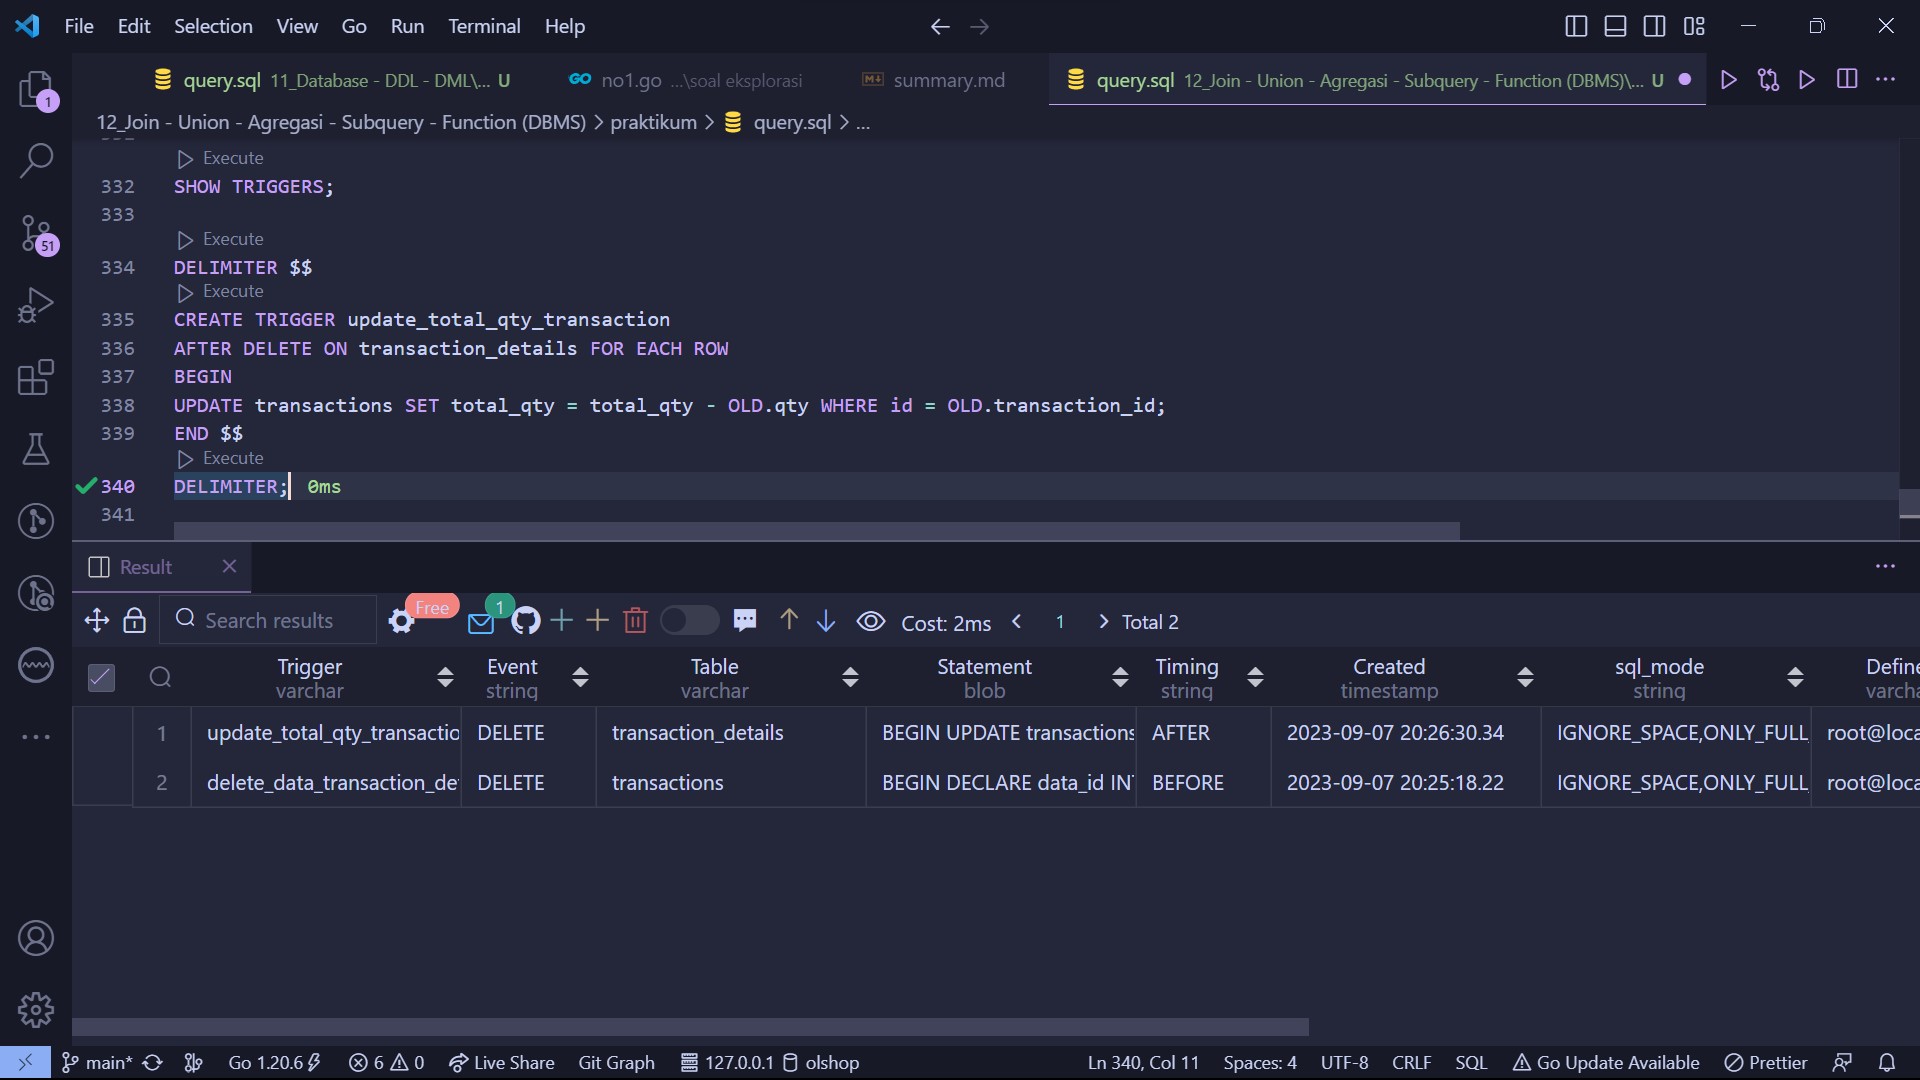 File Edit Selection View Go Run Terminal Help
query.sql 11_Database - DDL - DML\... U
no1.go ...\soal eksplorasi
summary.md
query.sql 12_Join - Union - Agregasi - Subquery - Function (DBMS)\... U
12_Join - Union - Agregasi - Subquery - Function (DBMS) > praktikum > query.sql > ...
Execute
332 SHOW TRIGGERS;
333
Execute
334 DELIMITER $$
Execute
335 CREATE TRIGGER update_total_qty_transaction
336 AFTER DELETE ON transaction_details FOR EACH ROW
337 BEGIN
338 UPDATE transactions SET total_qty = total_qty - OLD.qty WHERE id = OLD.transaction_id;
339 END $$
Execute
340 DELIMITER; 0ms
341
1
51
Result
Search results Free 1 Cost: 2ms < 1 > Total 2
Trigger Event Table Statement Timing Created sql_mode Define
varchar string varchar blob string timestamp string varcha
1 update_total_qty_transactio DELETE transaction_details BEGIN UPDATE transactions AFTER 2023-09-07 20:26:30.34 IGNORE_SPACE,ONLY_FULL_ root@loca
2 delete_data_transaction_de DELETE transactions BEGIN DECLARE data_id IN BEFORE 2023-09-07 20:25:18.22 IGNORE_SPACE,ONLY_FULL_ root@loca
main* Go 1.20.6 6 0 Live Share Git Graph 127.0.0.1 olshop Ln 340, Col 11 Spaces: 4 UTF-8 CRLF SQL Go Update Available Prettier